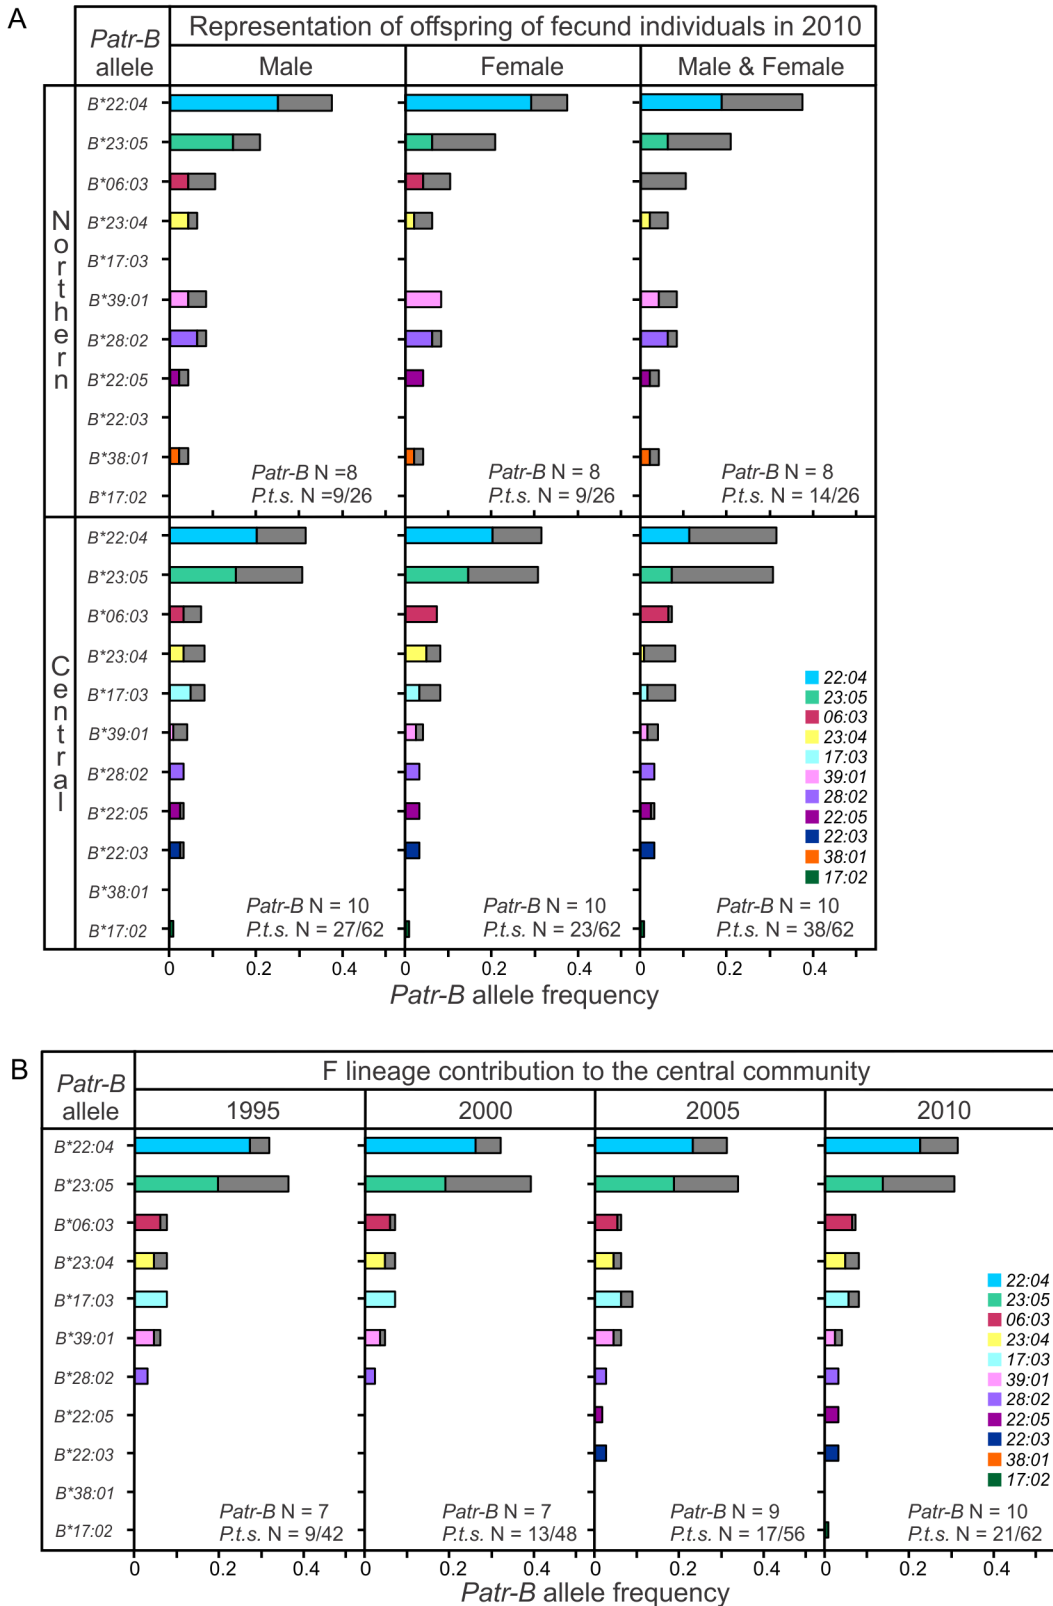 A
Patr-B
allele
Representation of offspring of fecund individuals in 2010
Male
Female
Male & Female
Northern
B*22:04
B*23:05
B*06:03
B*23:04
B*17:03
B*39:01
B*28:02
B*22:05
B*22:03
B*38:01
B*17:02
Patr-B N =8
P.t.s. N =9/26
Patr-B N = 8
P.t.s. N = 9/26
Patr-B N = 8
P.t.s. N = 14/26
Central
B*22:04
B*23:05
B*06:03
B*23:04
B*17:03
B*39:01
B*28:02
B*22:05
B*22:03
B*38:01
B*17:02
22:04
23:05
06:03
23:04
17:03
39:01
28:02
22:05
22:03
38:01
17:02
Patr-B N = 10
P.t.s. N = 27/62
Patr-B N = 10
P.t.s. N = 23/62
Patr-B N = 10
P.t.s. N = 38/62
0 0.2 0.4 0 0.2 0.4 0 0.2 0.4
Patr-B allele frequency
B
Patr-B
allele
F lineage contribution to the central community
1995
2000
2005
2010
B*22:04
B*23:05
B*06:03
B*23:04
B*17:03
B*39:01
B*28:02
B*22:05
B*22:03
B*38:01
B*17:02
22:04
23:05
06:03
23:04
17:03
39:01
28:02
22:05
22:03
38:01
17:02
Patr-B N = 7
P.t.s. N = 9/42
Patr-B N = 7
P.t.s. N = 13/48
Patr-B N = 9
P.t.s. N = 17/56
Patr-B N = 10
P.t.s. N = 21/62
0 0.2 0.4 0 0.2 0.4 0 0.2 0.4 0 0.2 0.4
Patr-B allele frequency